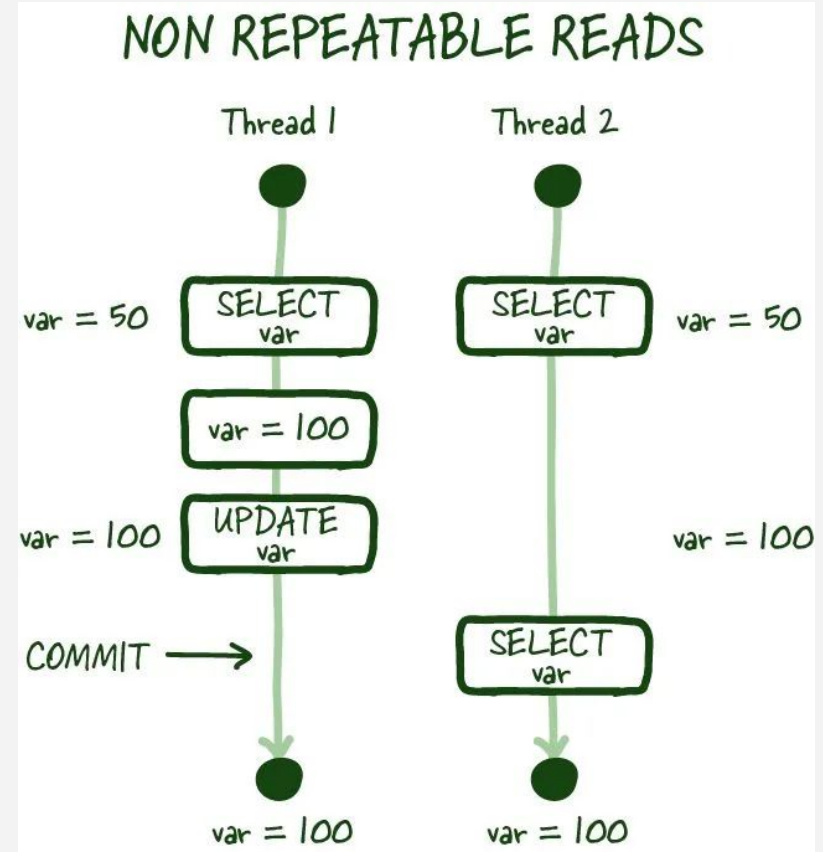 NON REPEATABLE READS
Thread 1 Thread 2
var = 50 SELECT var SELECT var var = 50
var = 100
var = 100 UPDATE var var = 100
COMMIT SELECT var
var = 100 var = 100